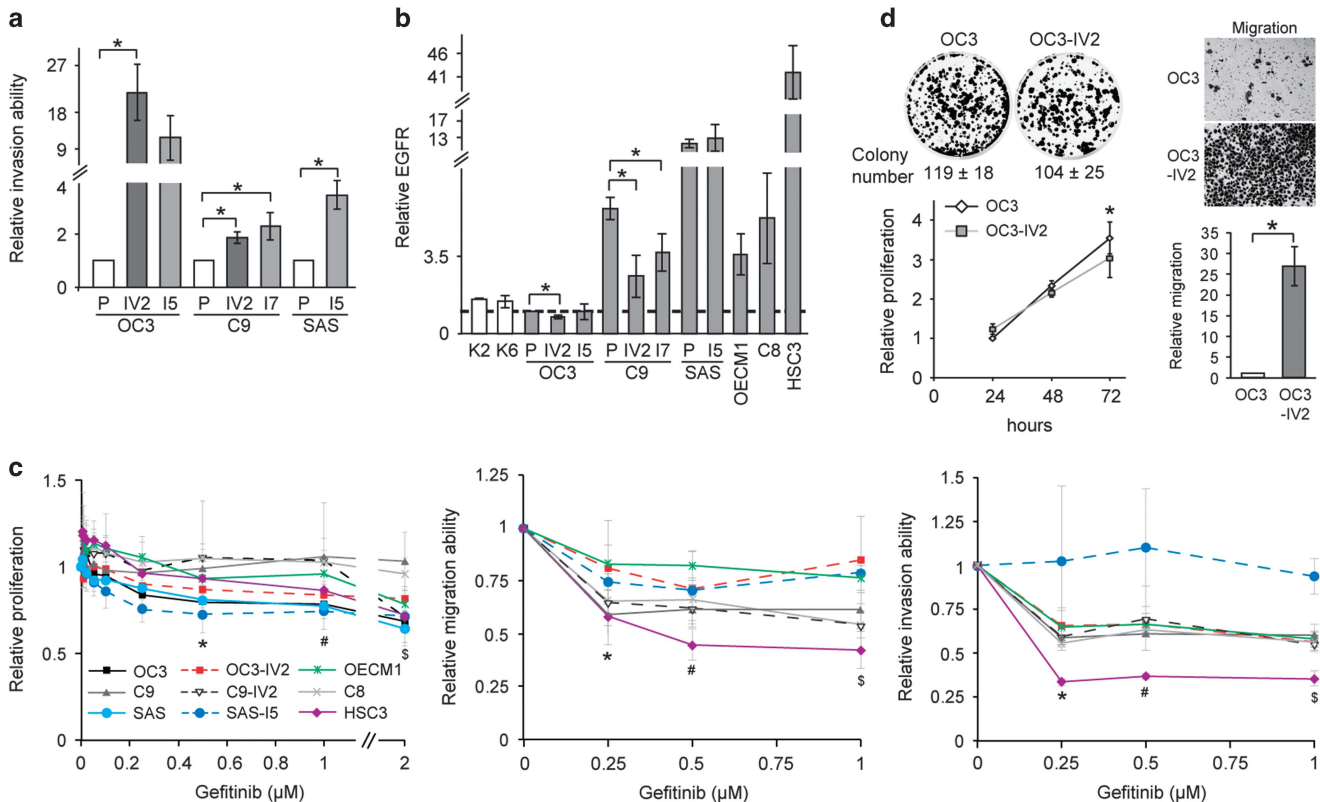 a
Relative invasion ability
27
18
9
4
2
0
*
*
*
*
P IV2 I5 P IV2 I7 P I5
OC3 C9 SAS
b
Relative EGFR
46
41
17
13
3.5
0
*
*
*
K2 K6 P IV2 I5 P IV2 I7 P I5 OECM1 C8 HSC3
OC3 C9 SAS
d
OC3 OC3-IV2
Colony number 119 ± 18 104 ± 25
Relative proliferation
5
4
3
2
1
0
OC3
OC3-IV2
*
0 24 48 72
hours
Migration
OC3
OC3
-IV2
Relative migration
35
30
25
20
15
10
5
0
*
OC3 OC3
-IV2
c
Relative proliferation
1.5
1
0.5
0
* # $
OC3 OC3-IV2 OECM1
C9 C9-IV2 C8
SAS SAS-I5 HSC3
0 0.2 0.4 0.6 0.8 1 2
Gefitinib (µM)
Relative migration ability
1.25
1
0.75
0.5
0.25
0
* # $
0 0.25 0.5 0.75 1
Gefitinib (µM)
Relative invasion ability
1.5
1.25
1
0.75
0.5
0.25
0
* # $
0 0.25 0.5 0.75 1
Gefitinib (µM)